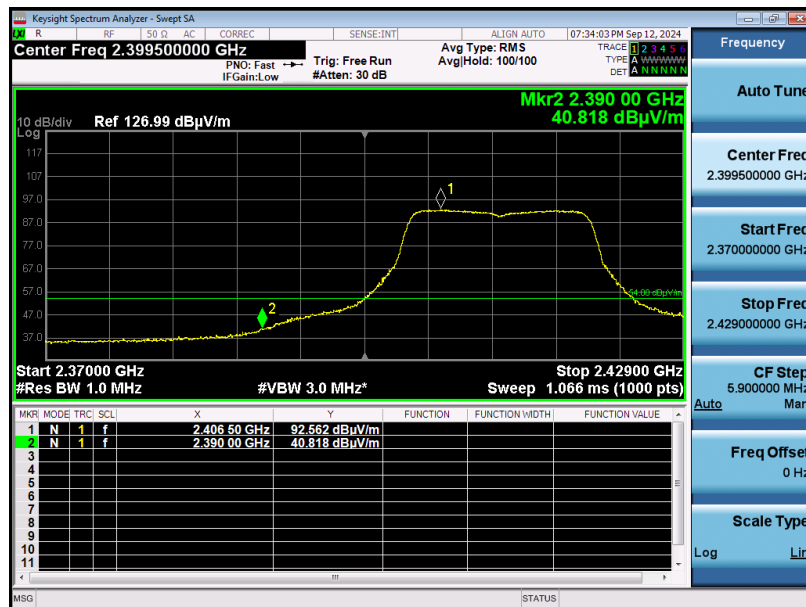 Keysight Spectrum Analyzer - Swept SA
LXI R RF 50 Ω AC CORREC SENSE:INT ALIGN AUTO 07:34:03 PM Sep 12, 2024
Center Freq 2.399500000 GHz
PNO: Fast
IFGain:Low
Trig: Free Run
#Atten: 30 dB
Avg Type: RMS
Avg|Hold: 100/100
TRACE 1 2 3 4 5 6
TYPE A WWWWW
DET A N N N N N
Mkr2 2.390 00 GHz
40.818 dBµV/m
10 dB/div Ref 126.99 dBµV/m
Log
117
107
97.0
87.0
77.0
67.0
57.0
47.0
37.0
1
2
54.00 dBµV/m
Start 2.37000 GHz Stop 2.42900 GHz
#Res BW 1.0 MHz #VBW 3.0 MHz* Sweep 1.066 ms (1000 pts)
MKR MODE TRC SCL X Y FUNCTION FUNCTION WIDTH FUNCTION VALUE
1 N 1 f 2.406 50 GHz 92.562 dBµV/m
2 N 1 f 2.390 00 GHz 40.818 dBµV/m
3
4
5
6
7
8
9
10
11
MSG STATUS
Frequency
Auto Tune
Center Freq
2.399500000 GHz
Start Freq
2.370000000 GHz
Stop Freq
2.429000000 GHz
CF Step
5.900000 MHz
Auto Man
Freq Offset
0 Hz
Scale Type
Log Lin